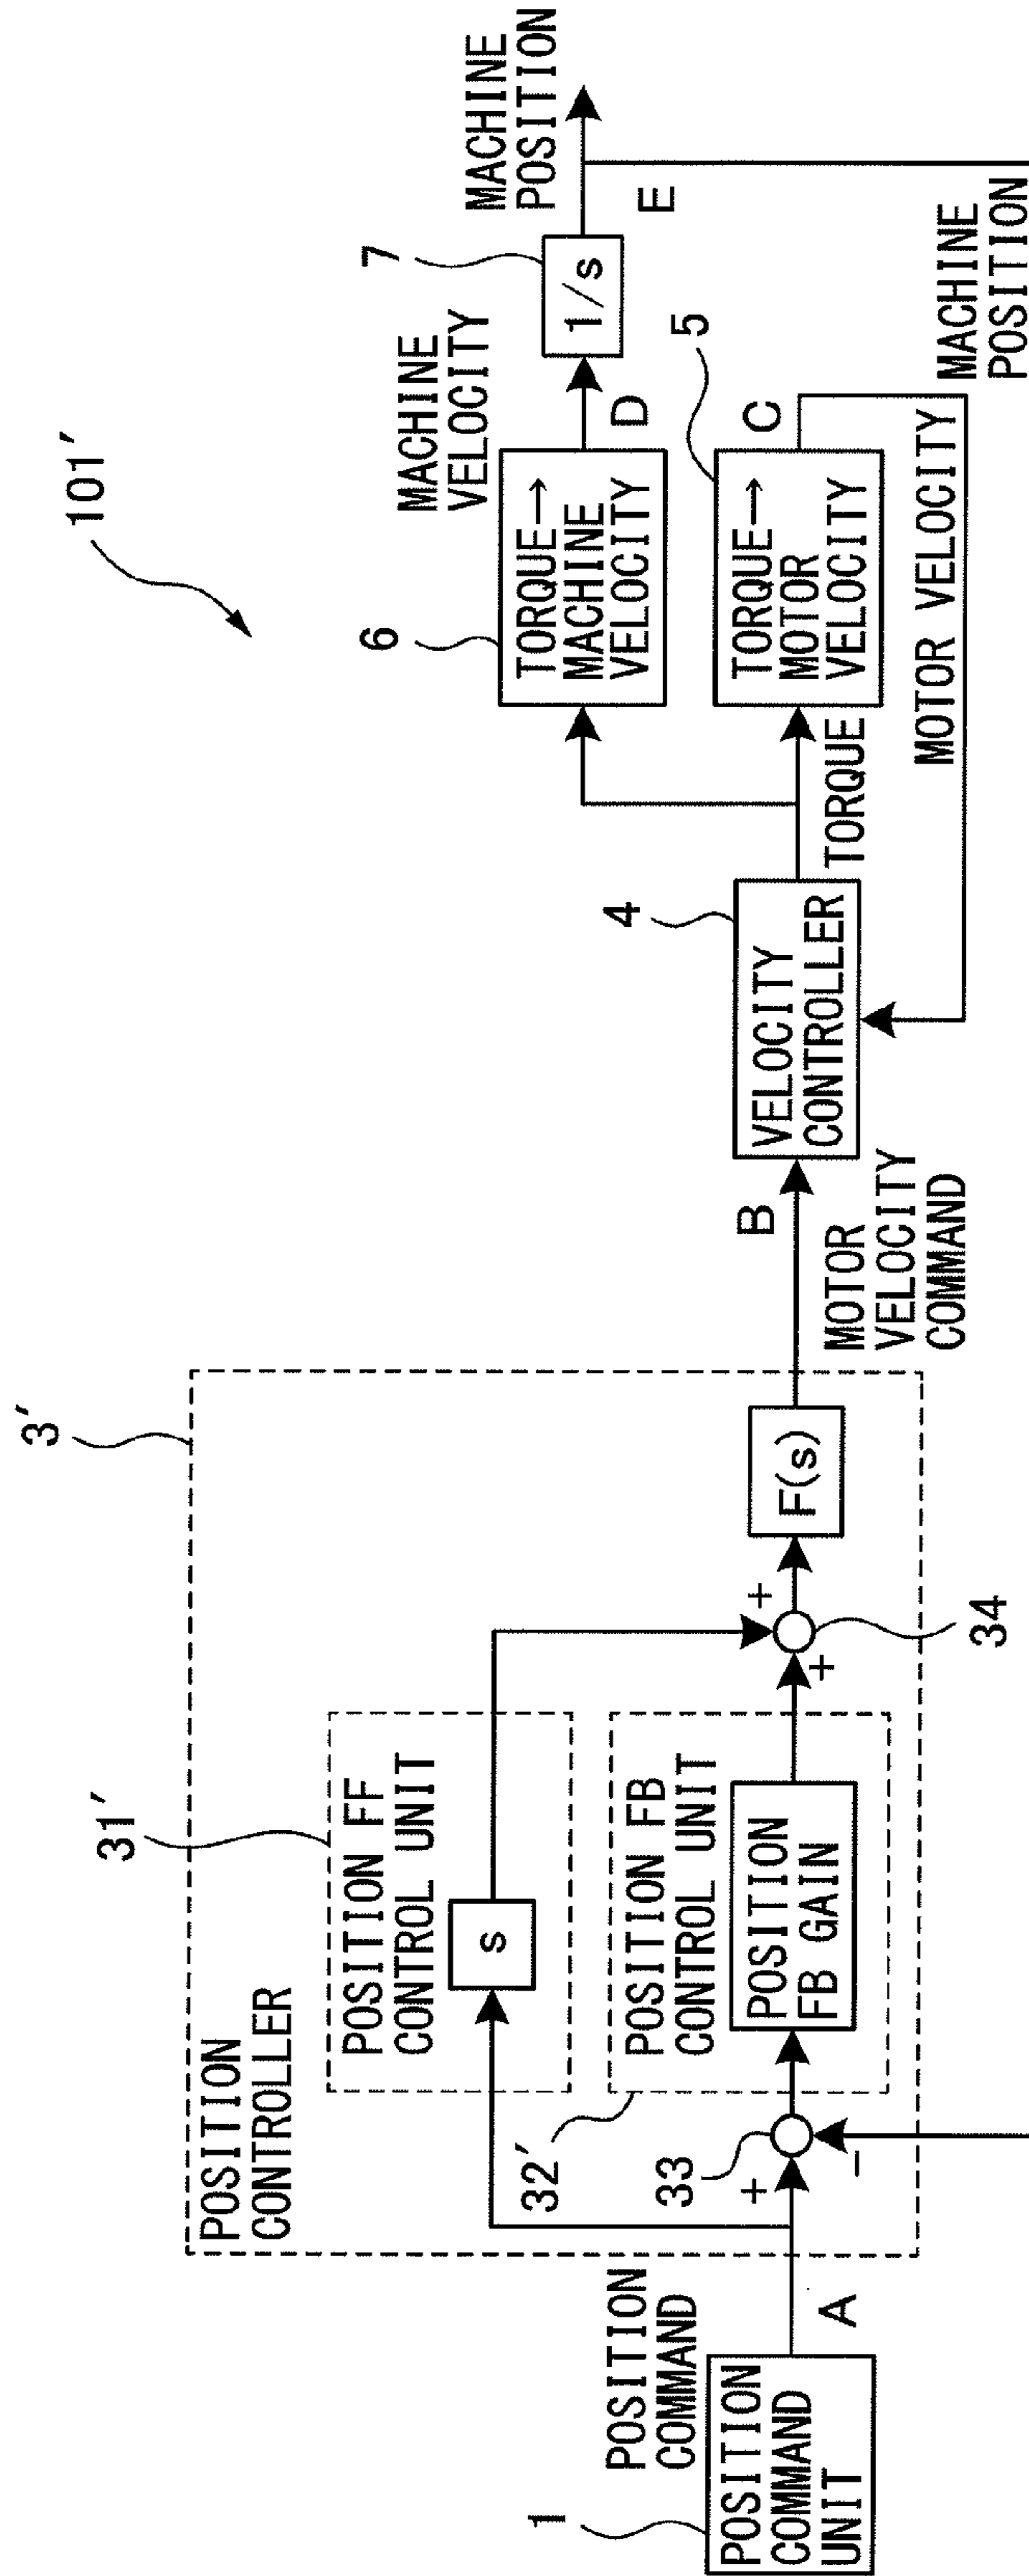 101′
3′
POSITION
CONTROLLER
31′
POSITION FF
CONTROL UNIT
s
POSITION FB
CONTROL UNIT
POSITION
FB GAIN
32′
33
+
−
34
+
+
F(s)
1
POSITION
COMMAND
UNIT
POSITION
COMMAND
A
B
MOTOR
VELOCITY
COMMAND
4
VELOCITY
CONTROLLER
TORQUE
6
TORQUE→
MACHINE
VELOCITY
MACHINE
VELOCITY
D
7
1/s
MACHINE
POSITION
E
5
TORQUE→
MOTOR
VELOCITY
C
MOTOR VELOCITY
MACHINE
POSITION